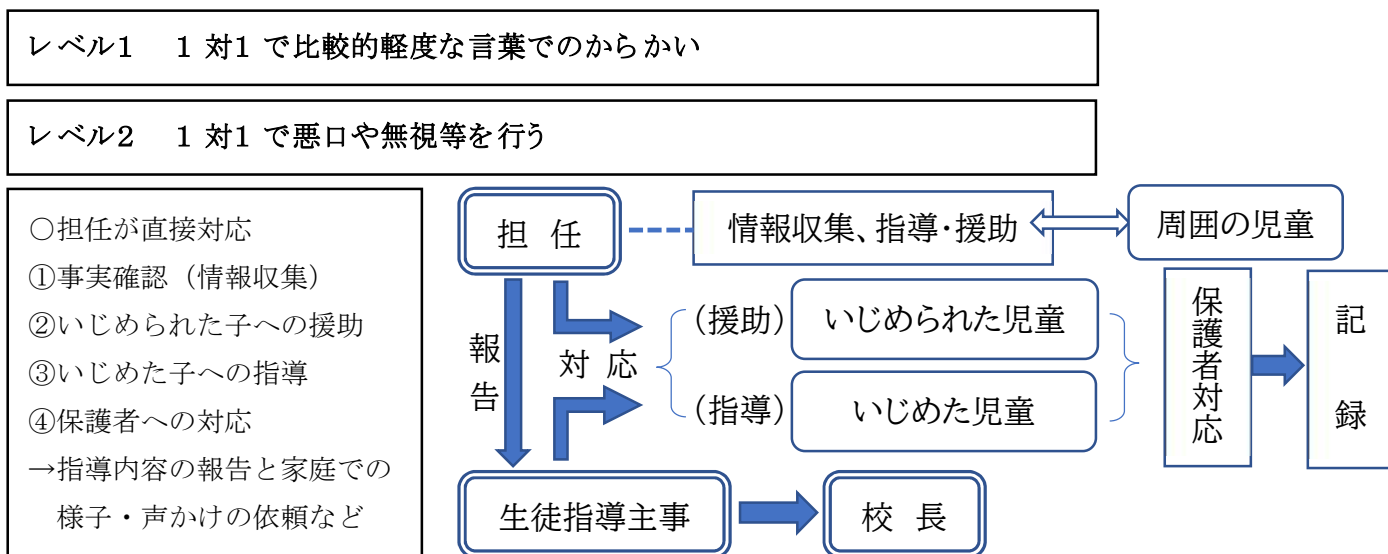 レベル1　1対1で比較的軽度な言葉でのからかい
レベル2　1対1で悪口や無視等を行う
○担任が直接対応
①事実確認（情報収集）
②いじめられた子への援助
③いじめた子への指導
④保護者への対応
→指導内容の報告と家庭での
様子・声かけの依頼など
担 任
情報収集、指導・援助
周囲の児童
報告
対 応
(援助)
いじめられた児童
(指導)
いじめた児童
保護者対応
記録
生徒指導主事
校 長